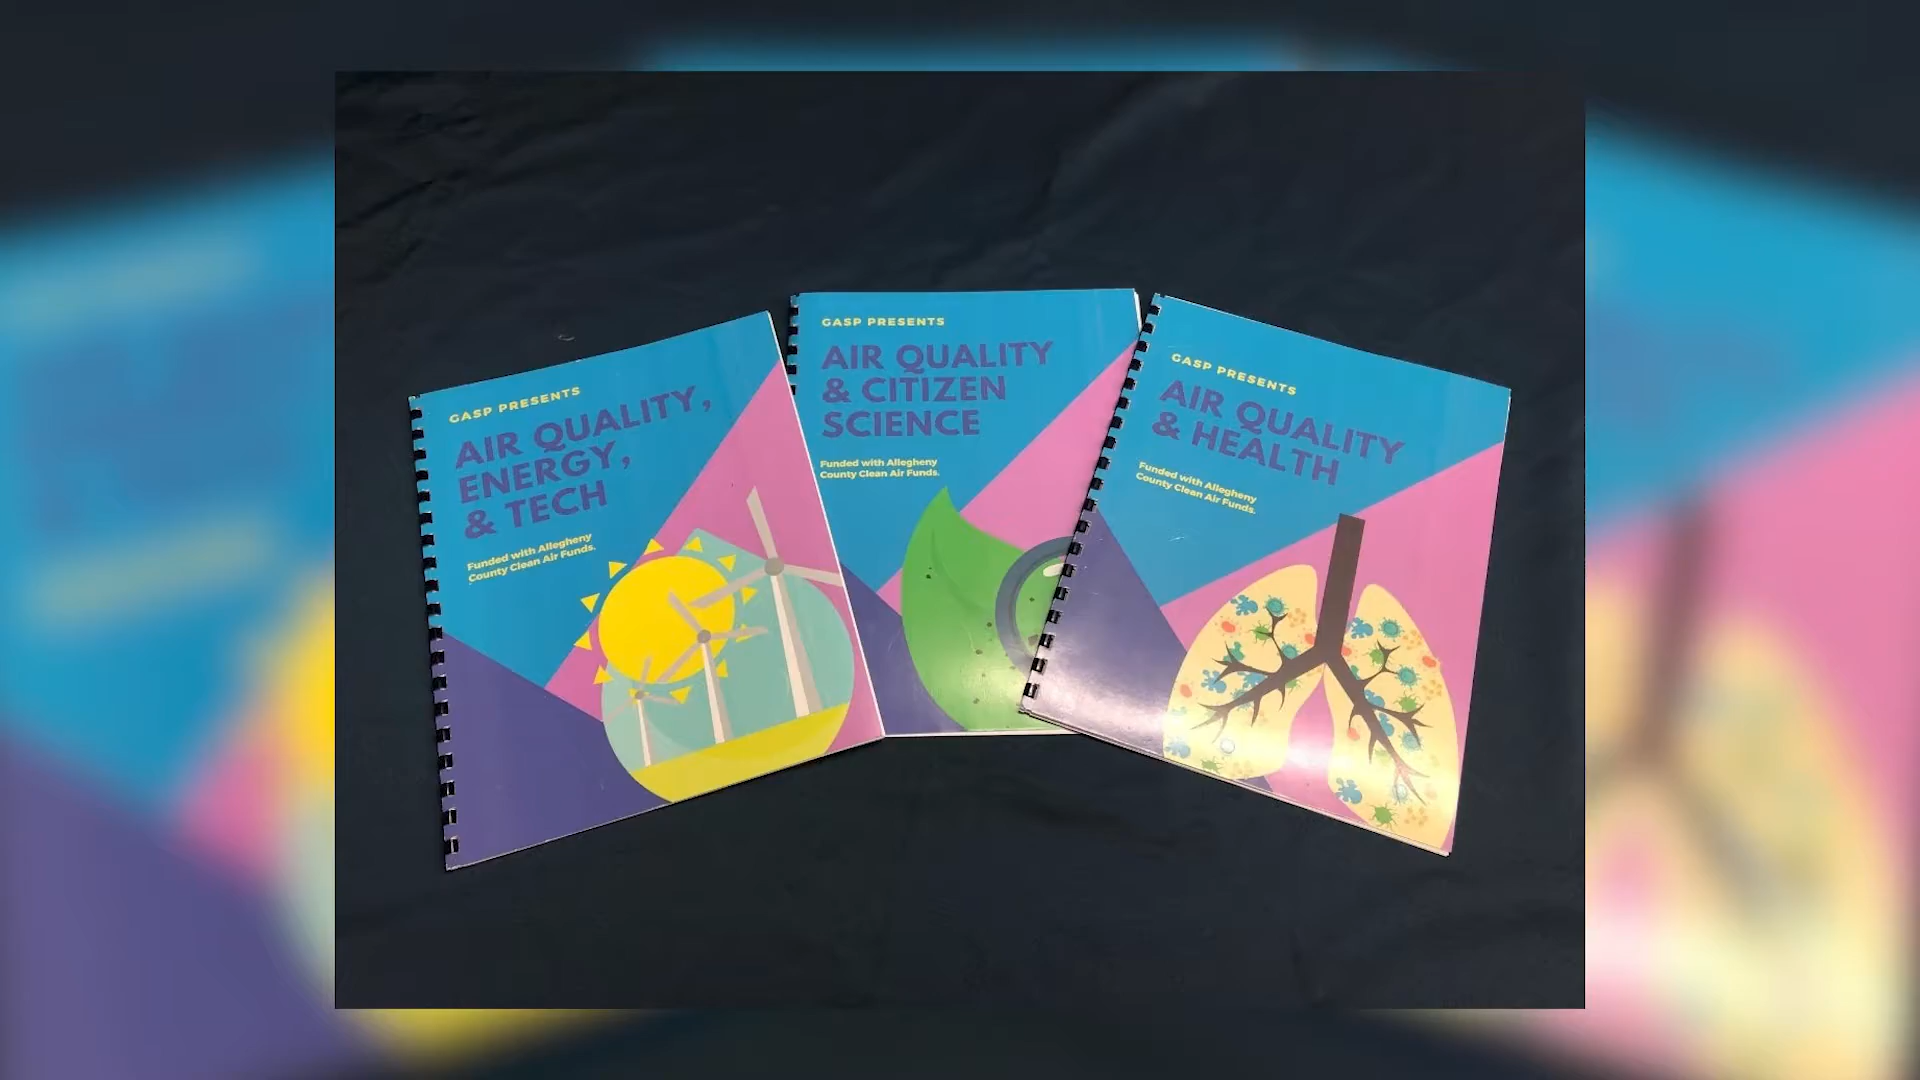 GASP PRESENTS
AIR QUALITY,
ENERGY,
& TECH
Funded with Allegheny
County Clean Air Funds.
GASP PRESENTS
AIR QUALITY
& CITIZEN
SCIENCE
Funded with Allegheny
County Clean Air Funds.
GASP PRESENTS
AIR QUALITY
& HEALTH
Funded with Allegheny
County Clean Air Funds.